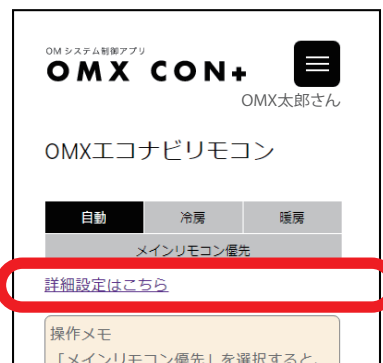 OMシステム制御アプリ
OMX CON+
OMX太郎さん
OMXエコナビリモコン
自動 冷房 暖房
メインリモコン優先
詳細設定はこちら
操作メモ
「メインリモコン優先」を選択すると、